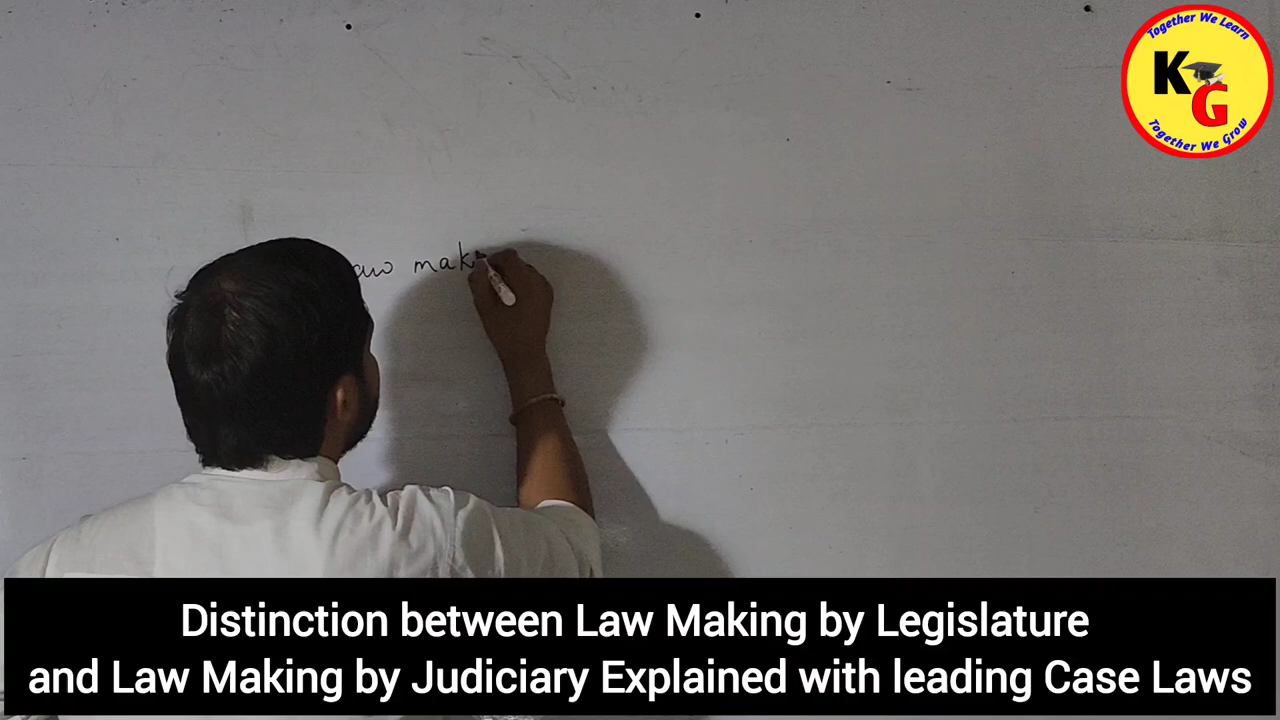 Together We Learn
KG
Together We Grow
aw mak
Distinction between Law Making by Legislature
and Law Making by Judiciary Explained with leading Case Laws